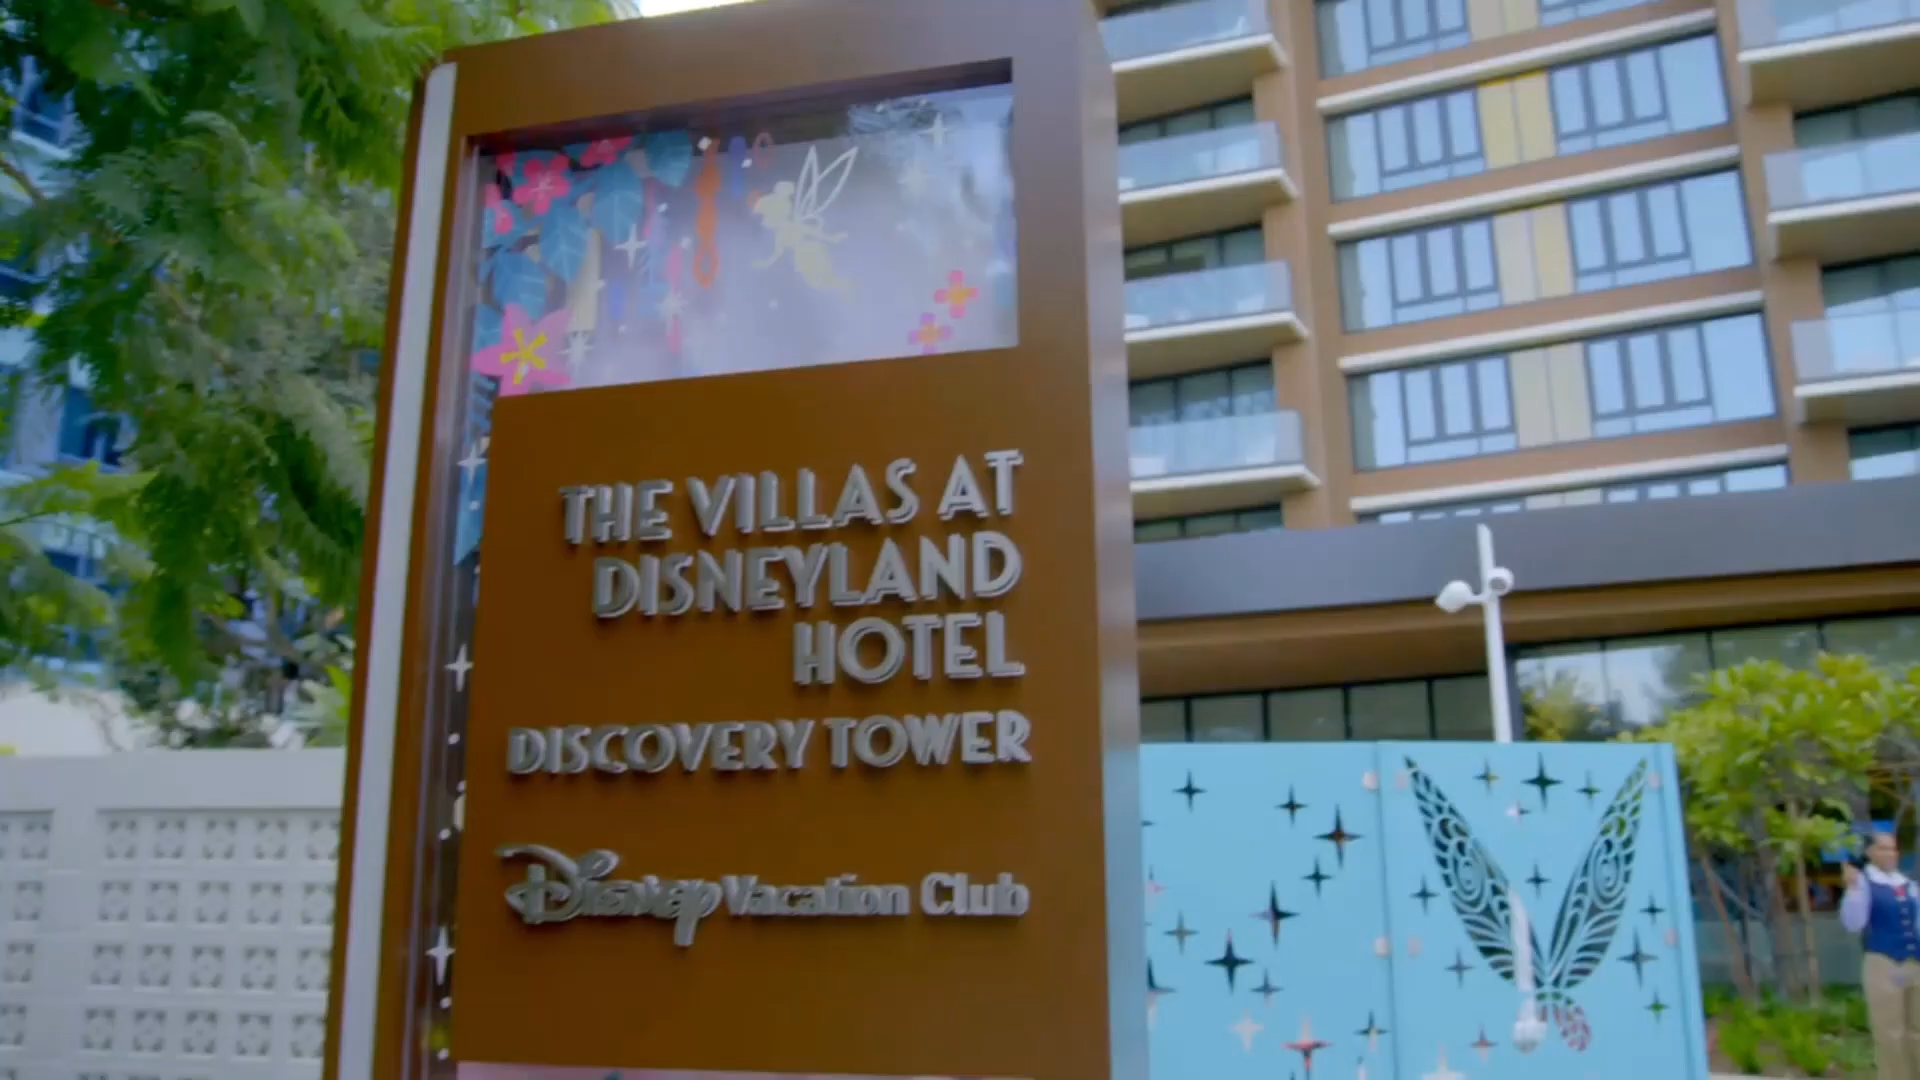 THE VILLAS AT
DISNEYLAND
HOTEL
DISCOVERY TOWER
Disney Vacation Club